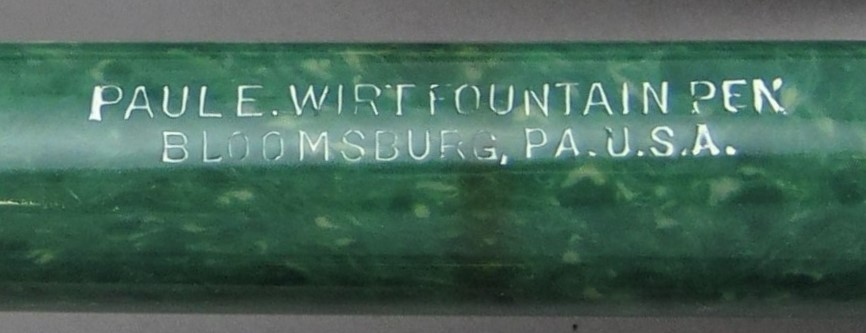 PAUL E. WIRT FOUNTAIN PEN
BLOOMSBURG, PA. U.S.A.